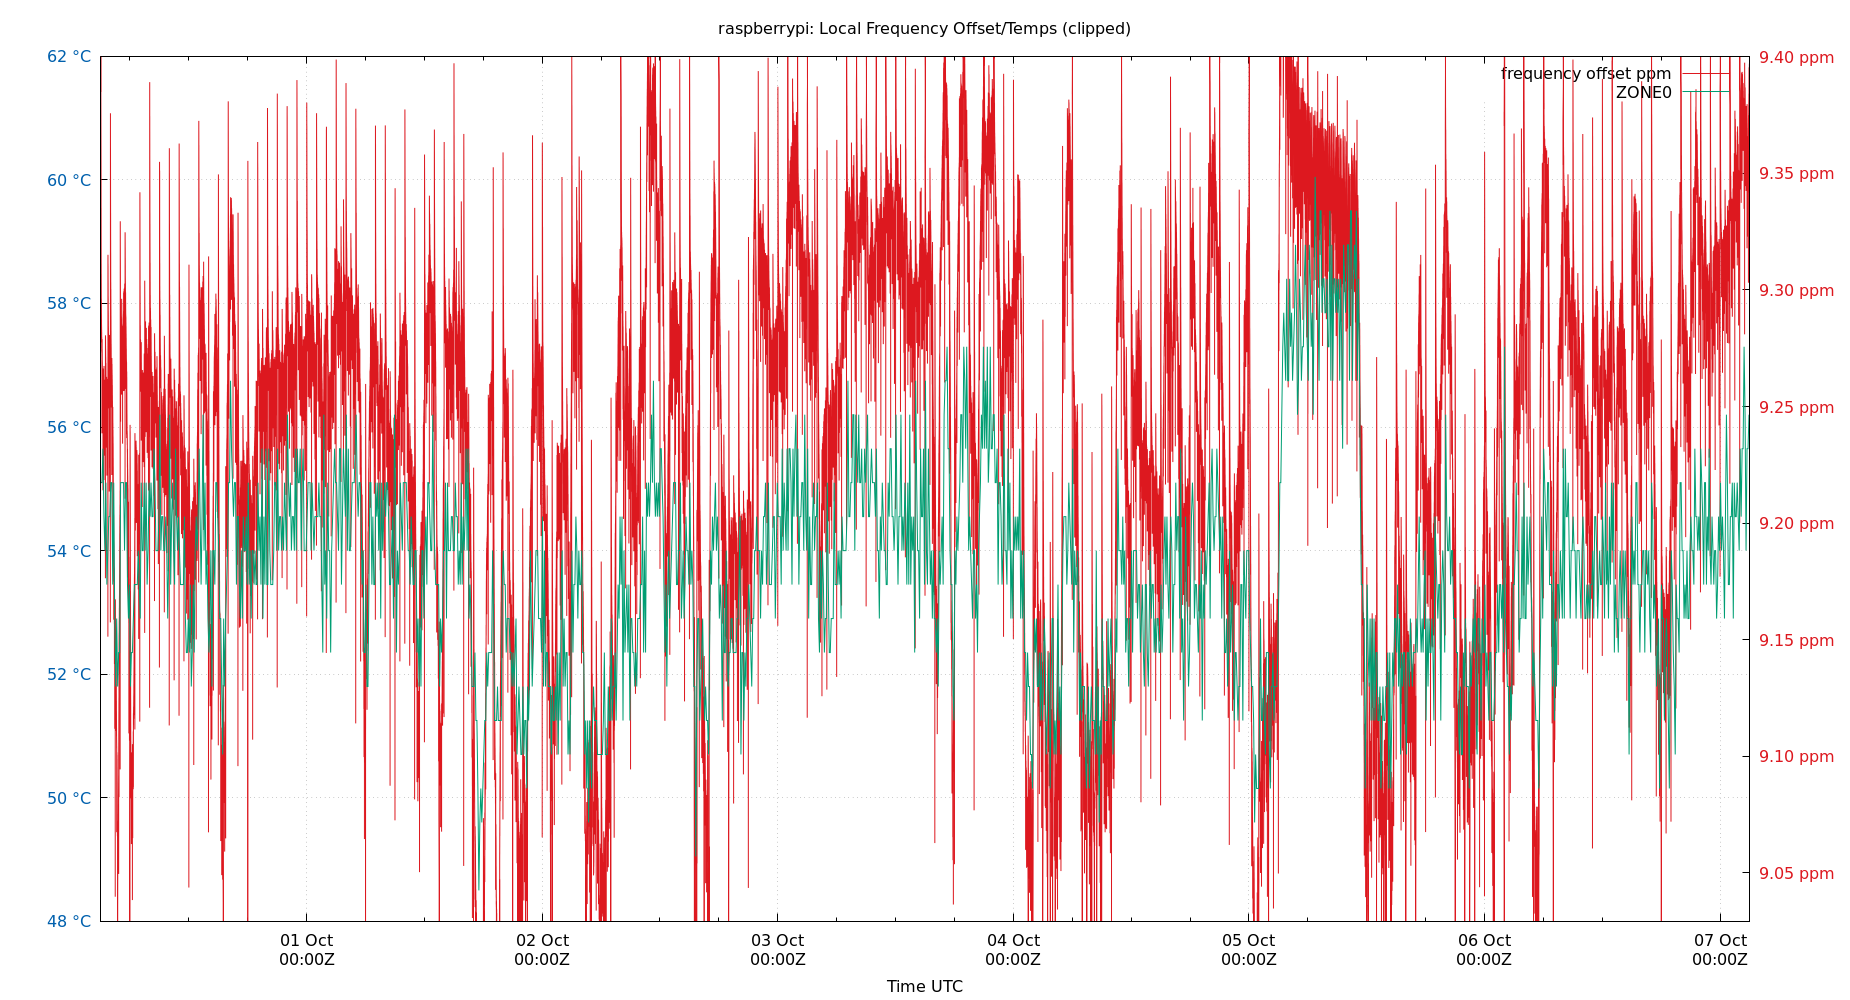 raspberrypi: Local Frequency Offset/Temps (clipped)
62 °C
60 °C
58 °C
56 °C
54 °C
52 °C
50 °C
48 °C
9.40 ppm
9.35 ppm
9.30 ppm
9.25 ppm
9.20 ppm
9.15 ppm
9.10 ppm
9.05 ppm
frequency offset ppm
ZONE0
01 Oct 02 Oct 03 Oct 04 Oct 05 Oct 06 Oct 07 Oct
00:00Z 00:00Z 00:00Z 00:00Z 00:00Z 00:00Z 00:00Z
Time UTC